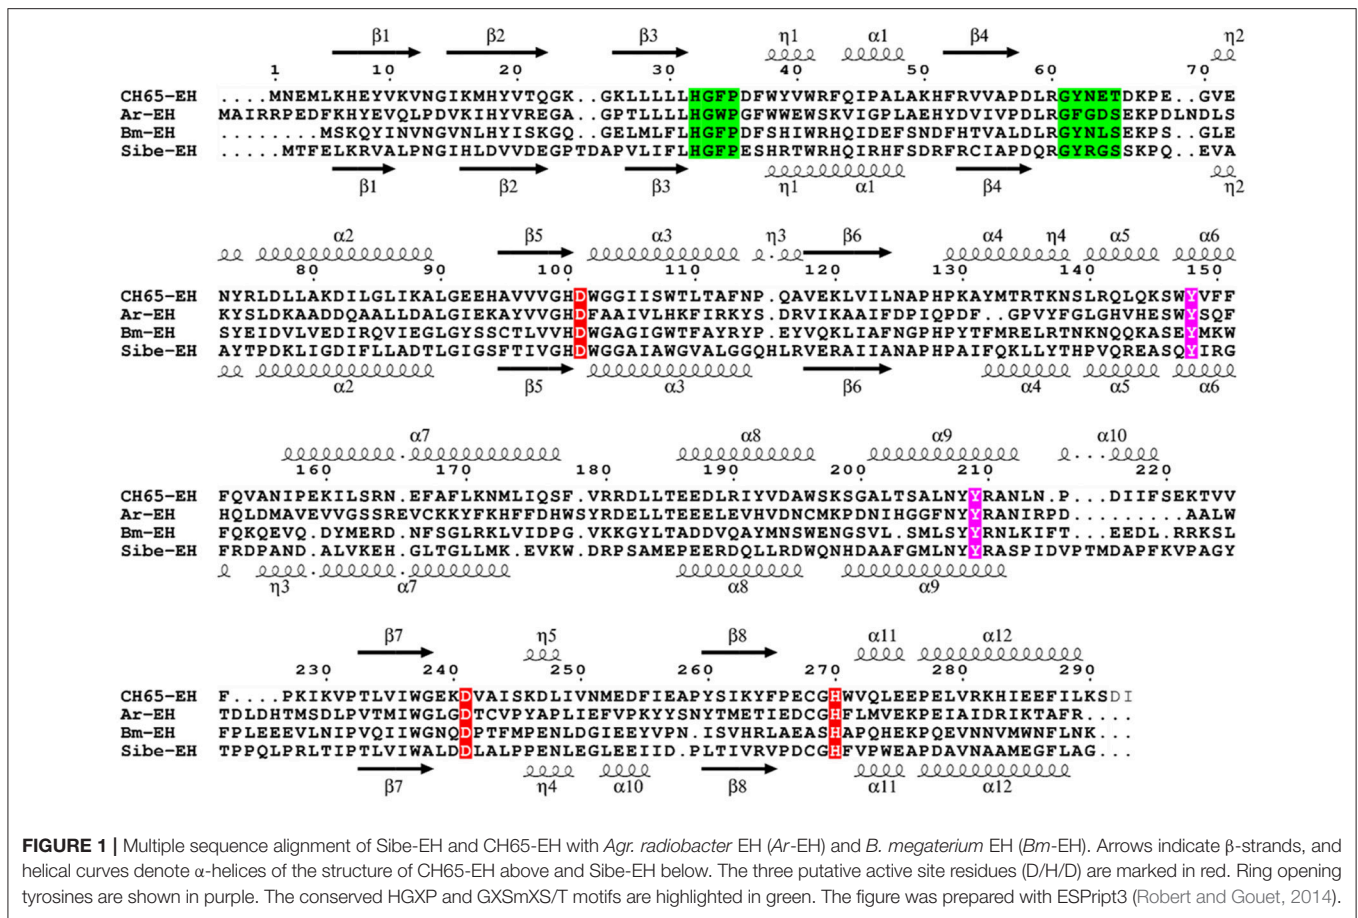 β1 β2 β3 η1 α1 β4 η2
1 10 20 30 40 50 60 70
CH65-EH ....MNEMLKHEYVKVNGIKMHYVTQGK..GKLLLLLHGFPDFWYVWRFQIPALAKHFRVVAPDLRGYNETDKPE..GVE
Ar-EH MAIRRPEDFKHYEVQLPDVKIHYVREGA..GPTLLLLHGWPGFWWEWSKVIGPLAEHYDVIVPDLRGFGDSEKPDLNDLS
Bm-EH ........MSKQYINVNGVNLHYISKGQ..GELMLFLHGFPDFSHIWRHQIDEFSNDFHTVALDLRGYNLSEKPS..GLE
Sibe-EH .....MTFELKRVALPNGIHLDVVDEGPTDAPVLIFLHGFPESHRTWRHQIRHFSDRFRCIAPDQRGYRGSSKPQ..EVA
β1 β2 β3 η1 α1 β4 η2
α2 β5 α3 η3 β6 α4 η4 α5 α6
80 90 100 110 120 130 140 150
CH65-EH NYRLDLLAKDILGLIKALGEEHAVVVGHDWGGIISWTLTAFNP.QAVEKLVILNAPHPKAYMTRTKNSLRQLQKSWYVFF
Ar-EH KYSLDKAADDQAALLDALGIEKAYVVGHDFAAIVLHKFIRKYS.DRVIKAAIFDPIQPDF..GPVYFGLGHVHESWYSQF
Bm-EH SYEIDVLVEDIRQVIEGLGYSSCTLVVHDWGAGIGWTFAYRYP.EYVQKLIAFNGPHPYTFMRELRTNKNQQKASEYMKW
Sibe-EH AYTPDKLIGDIFLLADTLGIGSFTIVGHDWGGAIAWGVALGGQHLRVERAIIANAPHPAIFQKLLYTHPVQREASQYIRG
α2 β5 α3 β6 α4 α5 α6
α7 α8 α9 α10
160 170 180 190 200 210 220
CH65-EH FQVANIPEKILSRN.EFAFLKNMLIQSF.VRRDLLTEEDLRIYVDAWSKSGALTSALNYYRANLN.P...DIIFSEKTVV
Ar-EH HQLDMAVEVVGSSREVCKKYFKHFFDHWSYRDELLTEEELEVHVDNCMKPDNIHGGFNYYRANIRPD.........AALW
Bm-EH FQKQEVQ.DYMERD.NFSGLRKLVIDPG.VKKGYLTADDVQAYMNSWENGSVL.SMLSYYRNLKIFT...EEDL.RRKSL
Sibe-EH FRDPAND.ALVKEH.GLTGLLMK.EVKW.DRPSAMEPEERDQLLRDWQNHDAAFGMLNYYRASPIDVPTMDAPFKVPAGY
η3 α7 α8 α9
β7 η5 β8 α11 α12
230 240 250 260 270 280 290
CH65-EH F....PKIKVPTLVIWGEKDVAISKDLIVNMEDFIEAPYSIKYFPECGHWVQLEEPELVRKHIEEFILKSDI
Ar-EH TDLDHTMSDLPVTMIWGLGDTCVPYAPLIEFVPKYYSNYTMETIEDCGHFLMVEKPEIAIDRIKTAFR....
Bm-EH FPLEEEVLNIPVQIIWGNQDPTFMPENLDGIEEYVPN.ISVHRLAEASHAPQHEKPQEVNNVMWNFLNK...
Sibe-EH TPPQLPRLTIPTLVIWALDDLALPPENLEGLEEIID.PLTIVRVPDCGHFVPWEAPDAVNAAMEGFLAG...
β7 η4 α10 β8 α11 α12
FIGURE 1 | Multiple sequence alignment of Sibe-EH and CH65-EH with Agr. radiobacter EH (Ar-EH) and B. megaterium EH (Bm-EH). Arrows indicate β-strands, and
helical curves denote α-helices of the structure of CH65-EH above and Sibe-EH below. The three putative active site residues (D/H/D) are marked in red. Ring opening
tyrosines are shown in purple. The conserved HGXP and GXSmXS/T motifs are highlighted in green. The figure was prepared with ESPript3 (Robert and Gouet, 2014).